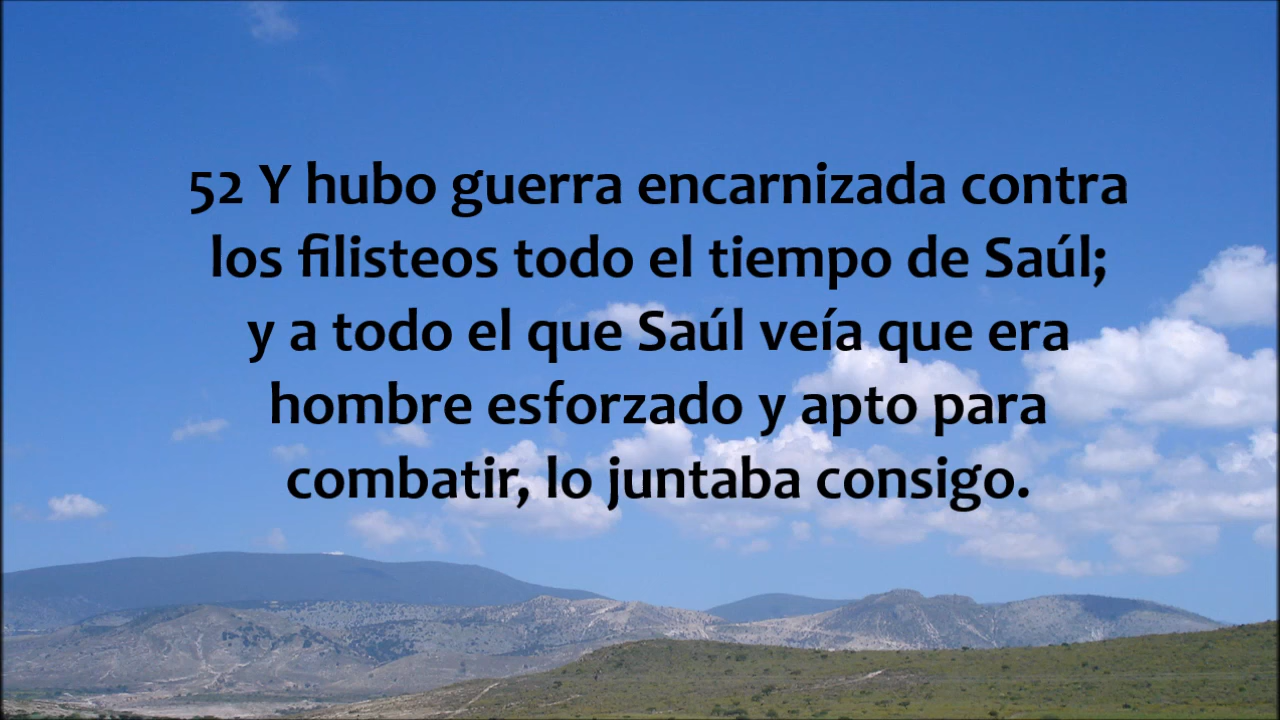 52 Y hubo guerra encarnizada contra
los filisteos todo el tiempo de Saúl;
y a todo el que Saúl veía que era
hombre esforzado y apto para
combatir, lo juntaba consigo.